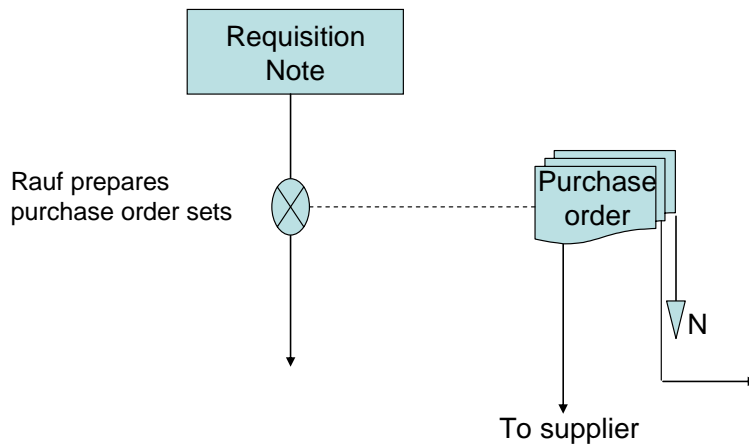 Requisition
Note
Rauf prepares
purchase order sets
Purchase
order
N
To supplier